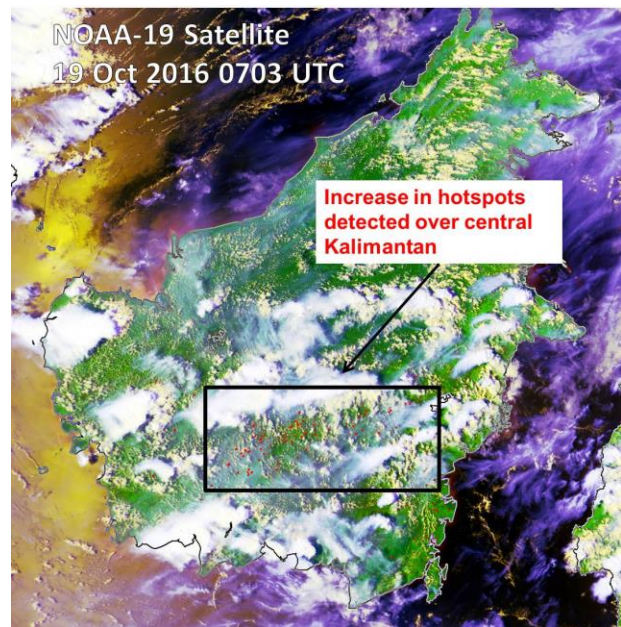 NOAA-19 Satellite
19 Oct 2016 0703 UTC
Increase in hotspots
detected over central
Kalimantan